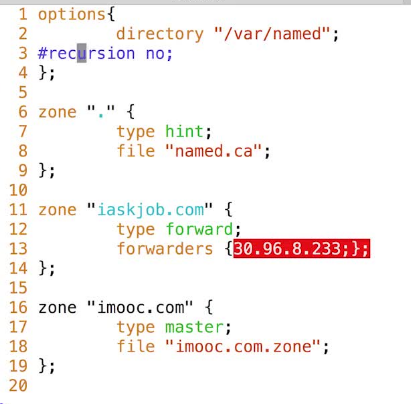 1 options{
2         directory "/var/named";
3 #recursion no;
4 };
5
6 zone "." {
7         type hint;
8         file "named.ca";
9 };
10
11 zone "iaskjob.com" {
12         type forward;
13         forwarders {30.96.8.233;};
14 };
15
16 zone "imooc.com" {
17         type master;
18         file "imooc.com.zone";
19 };
20